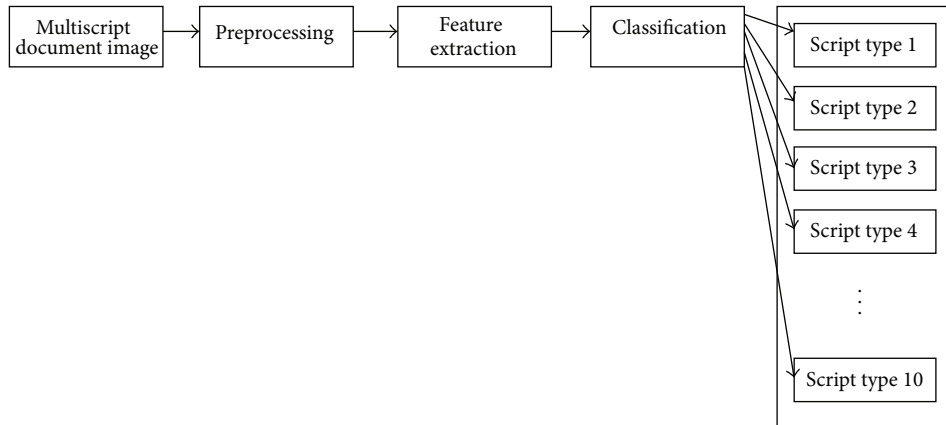 Multiscript
document image
Preprocessing
Feature
extraction
Classification
Script type 1
Script type 2
Script type 3
Script type 4
⋮
Script type 10